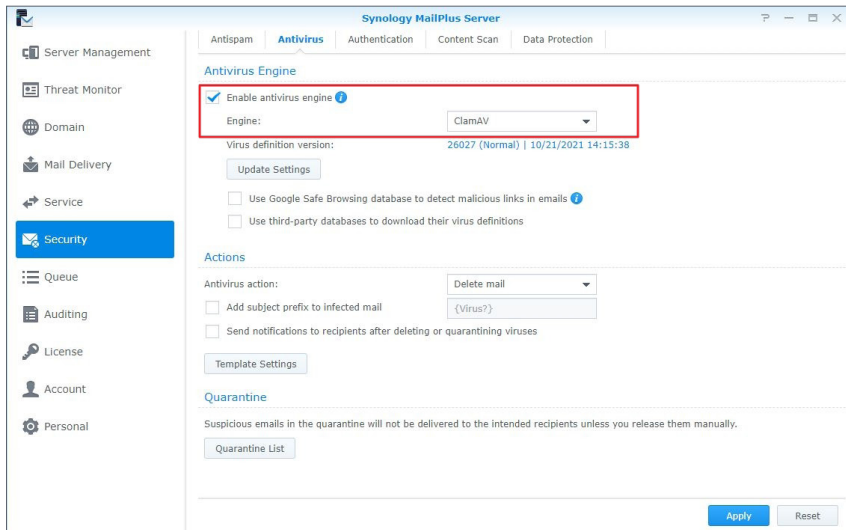 Synology MailPlus Server
Server Management
Threat Monitor
Domain
Mail Delivery
Service
Security
Queue
Auditing
License
Account
Personal
Antispam Antivirus Authentication Content Scan Data Protection
Antivirus Engine
Enable antivirus engine
Engine: ClamAV
Virus definition version: 26027 (Normal) | 10/21/2021 14:15:38
Update Settings
Use Google Safe Browsing database to detect malicious links in emails
Use third-party databases to download their virus definitions
Actions
Antivirus action: Delete mail
Add subject prefix to infected mail {Virus?}
Send notifications to recipients after deleting or quarantining viruses
Template Settings
Quarantine
Suspicious emails in the quarantine will not be delivered to the intended recipients unless you release them manually.
Quarantine List
Apply Reset